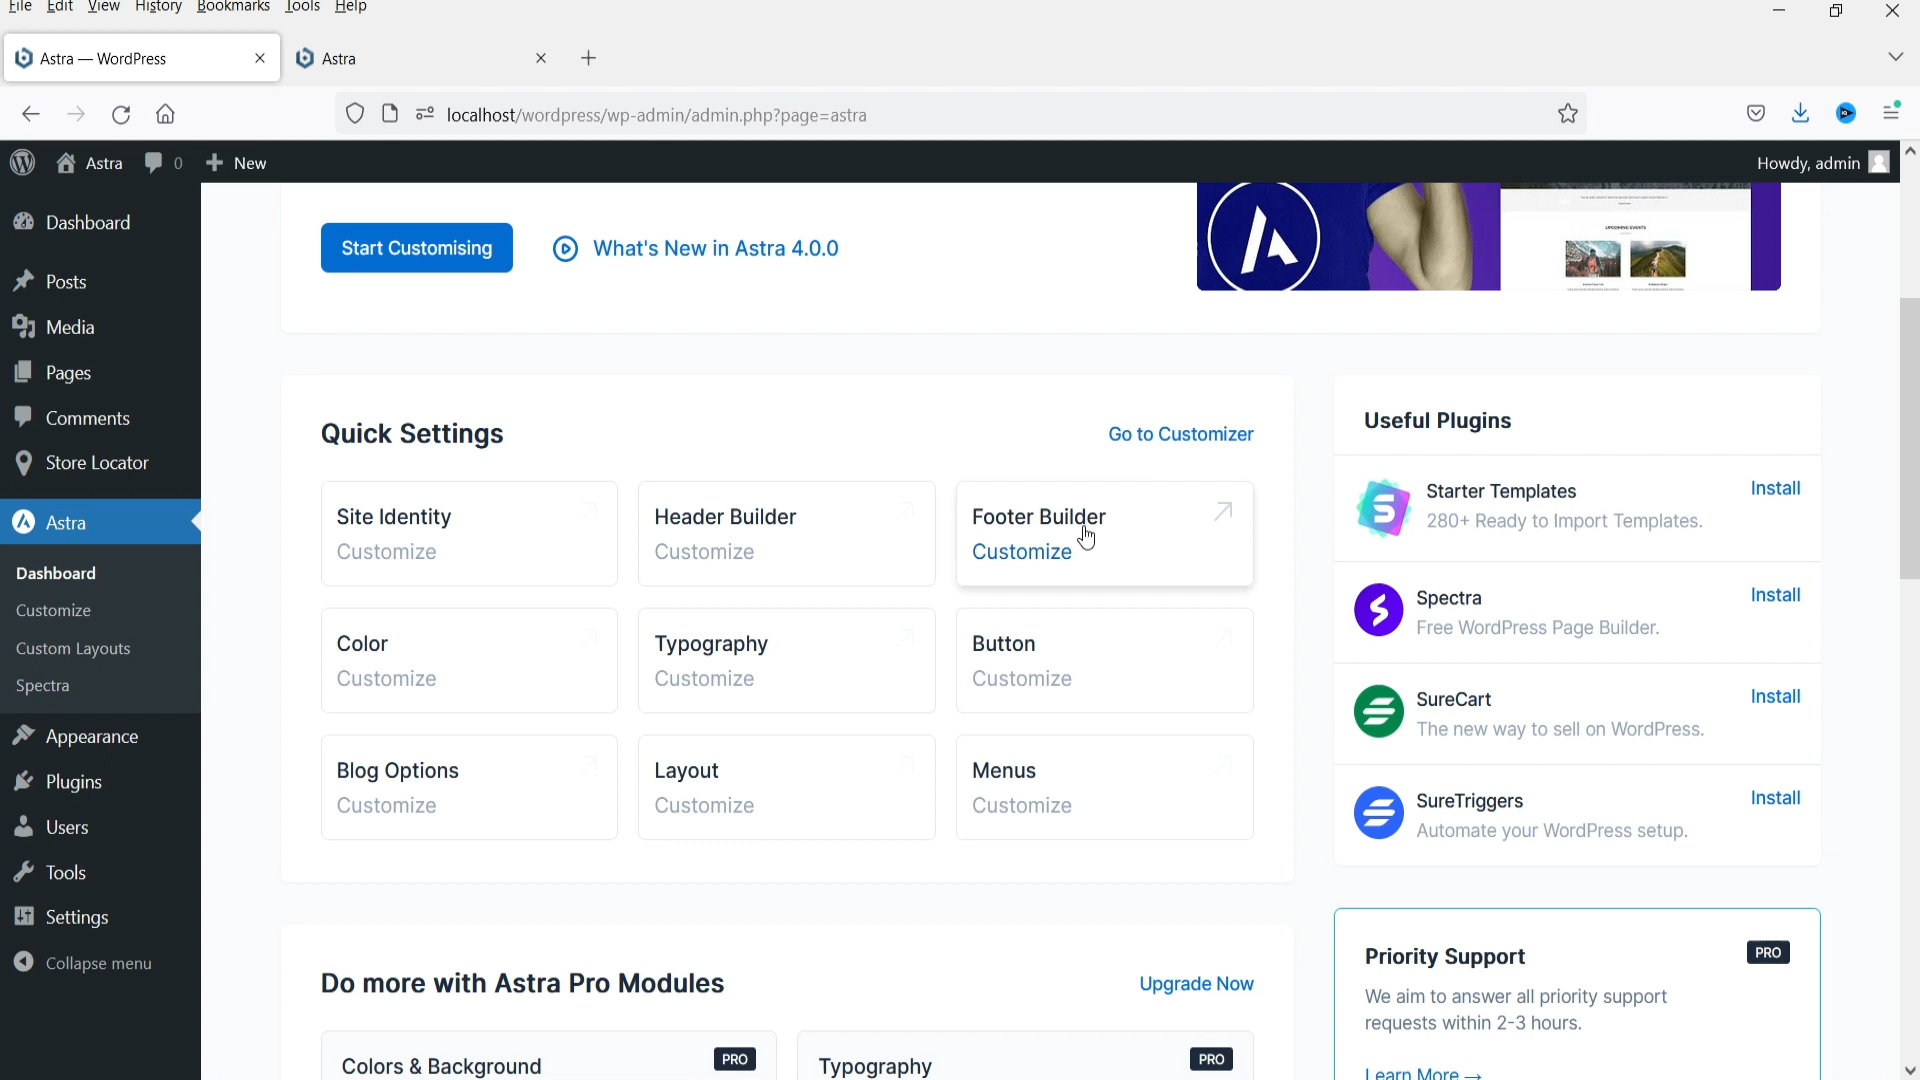 File Edit View History Bookmarks Tools Help
Astra — WordPress
Astra
localhost/wordpress/wp-admin/admin.php?page=astra
Astra 0 New
Howdy, admin
Dashboard
Posts
Media
Pages
Comments
Store Locator
Astra
Dashboard
Customize
Custom Layouts
Spectra
Appearance
Plugins
Users
Tools
Settings
Collapse menu
Start Customising
What's New in Astra 4.0.0
UPCOMING EVENTS
Quick Settings
Go to Customizer
Site Identity
Customize
Header Builder
Customize
Footer Builder
Customize
Color
Customize
Typography
Customize
Button
Customize
Blog Options
Customize
Layout
Customize
Menus
Customize
Useful Plugins
Starter Templates
Install
280+ Ready to Import Templates.
Spectra
Install
Free WordPress Page Builder.
SureCart
Install
The new way to sell on WordPress.
SureTriggers
Install
Automate your WordPress setup.
Do more with Astra Pro Modules
Upgrade Now
Colors & Background
PRO
Typography
PRO
Priority Support
PRO
We aim to answer all priority support
requests within 2-3 hours.
Learn More →